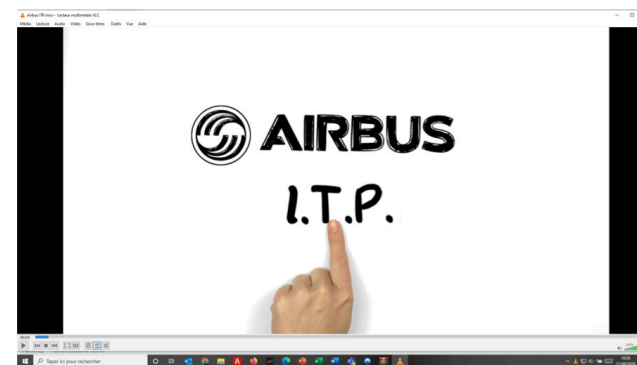 Airbus ITP.mov - Lecteur multimédia VLC
Média Lecture Audio Vidéo Sous-titres Outils Vue Aide
AIRBUS
I.T.P.
Taper ici pour rechercher